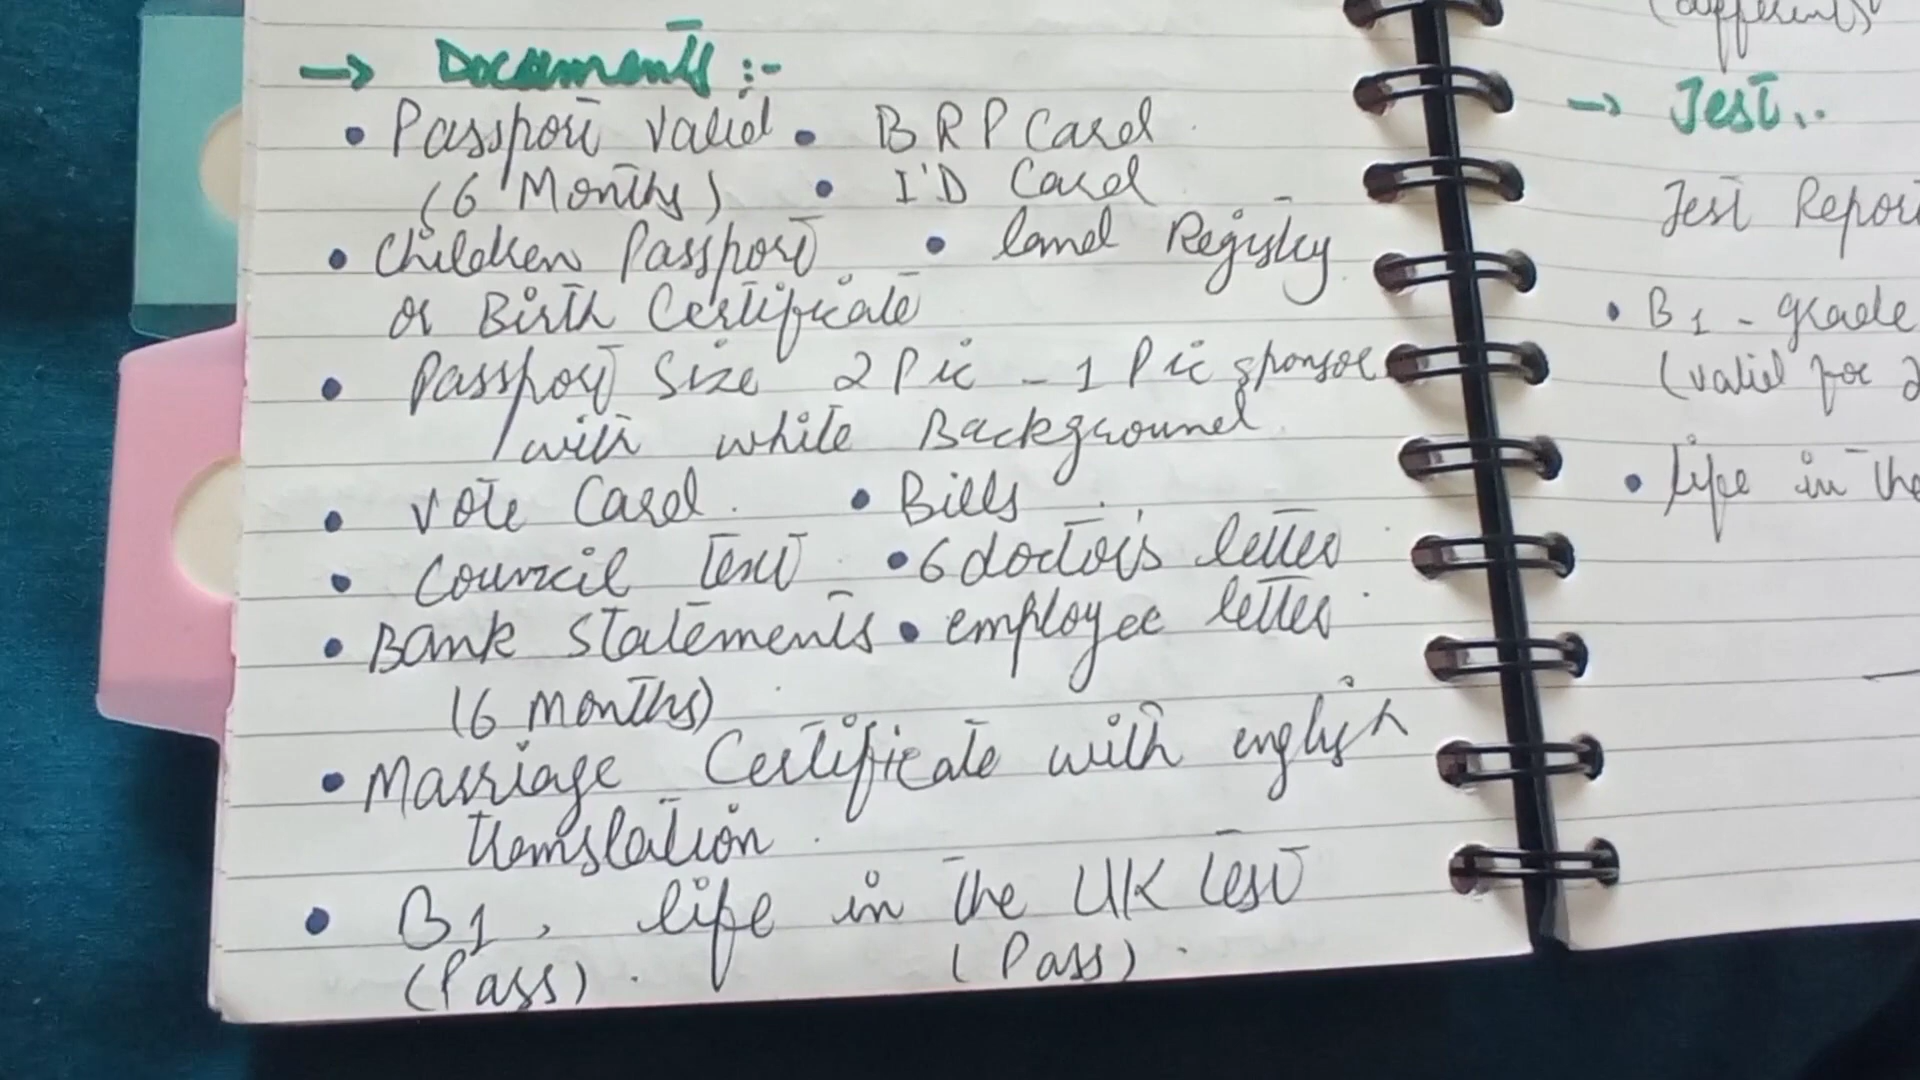 → Documents :-
• Passport valid • BRP Card
(6 Months) • I'D Card
• Children Passport • land Registry
or Birth Certificate
• Passport Size 2 Pic - 1 Pic sponsor
with white Background
• Vote Card. • Bills
• Council text • 6 doctor's letter
• Bank Statements • employee letter
(6 Months)
• Marriage Certificate with english
translation.
• B1, life in the UK test
(Pass). (Pass).
(different)
→ Test..
Test Report
• B1 - grade
(valid for 2
• life in the